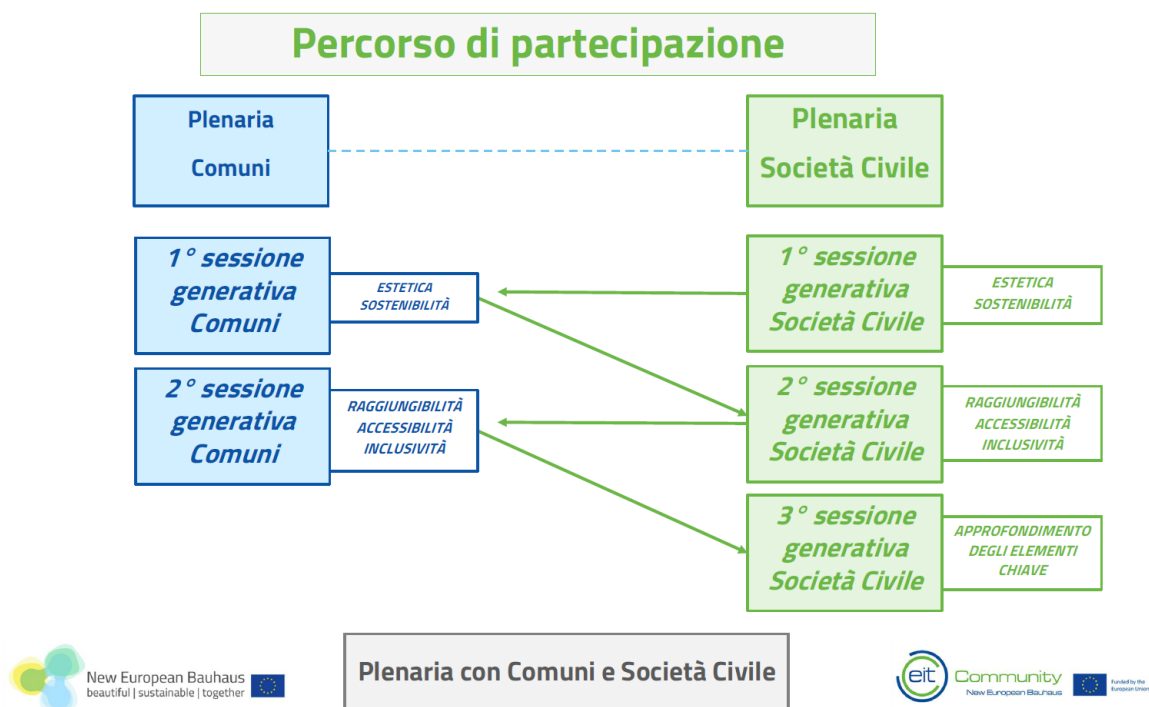 Percorso di partecipazione
Plenaria
Comuni
Plenaria
Società Civile
1° sessione
generativa
Comuni
ESTETICA
SOSTENIBILITÀ
1° sessione
generativa
Società Civile
ESTETICA
SOSTENIBILITÀ
2° sessione
generativa
Comuni
RAGGIUNGIBILITÀ
ACCESSIBILITÀ
INCLUSIVITÀ
2° sessione
generativa
Società Civile
RAGGIUNGIBILITÀ
ACCESSIBILITÀ
INCLUSIVITÀ
3° sessione
generativa
Società Civile
APPROFONDIMENTO
DEGLI ELEMENTI
CHIAVE
New European Bauhaus
beautiful | sustainable | together
Plenaria con Comuni e Società Civile
eit Community
New European Bauhaus
Funded by the
European Union